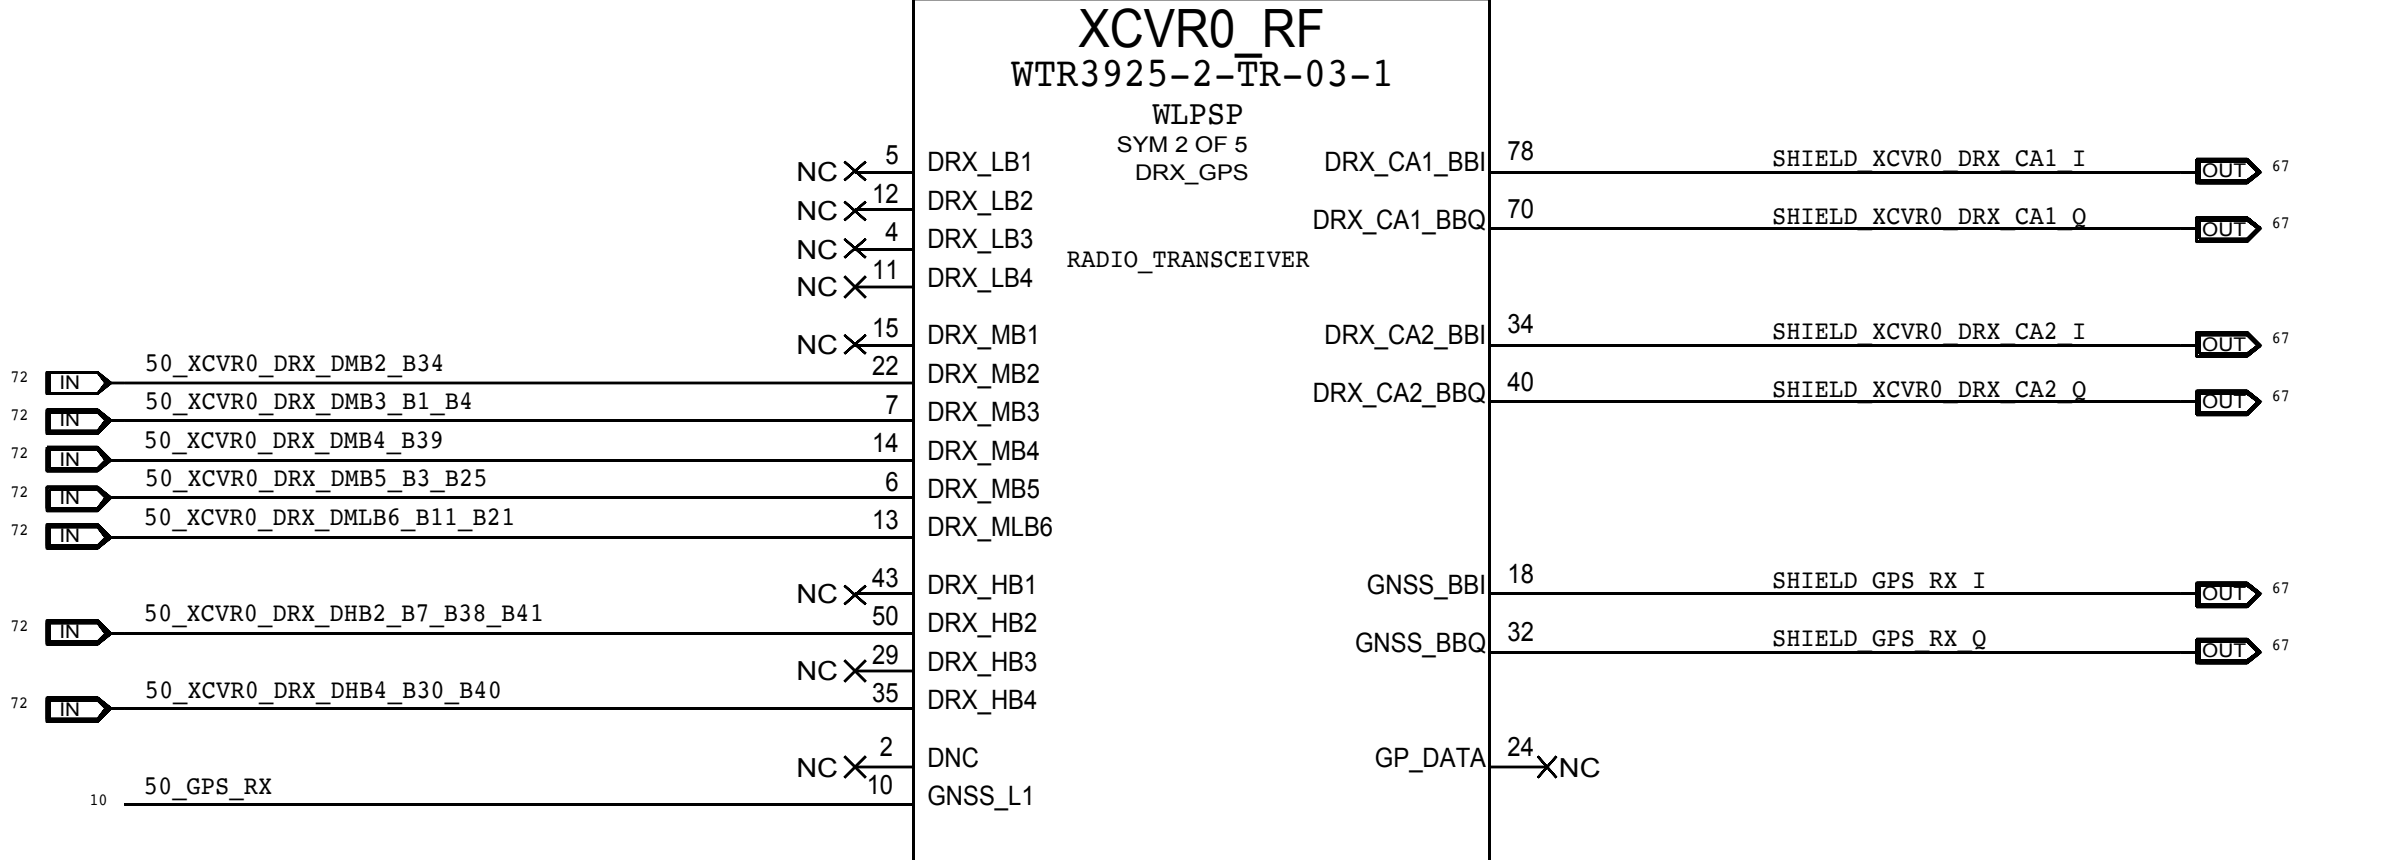 XCVR0_RF
WTR3925-2-TR-03-1
WLPSP
SYM 2 OF 5
DRX_GPS
RADIO_TRANSCEIVER
NC 5 DRX_LB1
NC 12 DRX_LB2
NC 4 DRX_LB3
NC 11 DRX_LB4
NC 15 DRX_MB1
72 IN 50_XCVR0_DRX_DMB2_B34 22 DRX_MB2
72 IN 50_XCVR0_DRX_DMB3_B1_B4 7 DRX_MB3
72 IN 50_XCVR0_DRX_DMB4_B39 14 DRX_MB4
72 IN 50_XCVR0_DRX_DMB5_B3_B25 6 DRX_MB5
72 IN 50_XCVR0_DRX_DMLB6_B11_B21 13 DRX_MLB6
NC 43 DRX_HB1
72 IN 50_XCVR0_DRX_DHB2_B7_B38_B41 50 DRX_HB2
NC 29 DRX_HB3
72 IN 50_XCVR0_DRX_DHB4_B30_B40 35 DRX_HB4
NC 2 DNC
10 50_GPS_RX 10 GNSS_L1
DRX_CA1_BBI 78 SHIELD_XCVR0_DRX_CA1_I OUT 67
DRX_CA1_BBQ 70 SHIELD_XCVR0_DRX_CA1_Q OUT 67
DRX_CA2_BBI 34 SHIELD_XCVR0_DRX_CA2_I OUT 67
DRX_CA2_BBQ 40 SHIELD_XCVR0_DRX_CA2_Q OUT 67
GNSS_BBI 18 SHIELD_GPS_RX_I OUT 67
GNSS_BBQ 32 SHIELD_GPS_RX_Q OUT 67
GP_DATA 24 NC